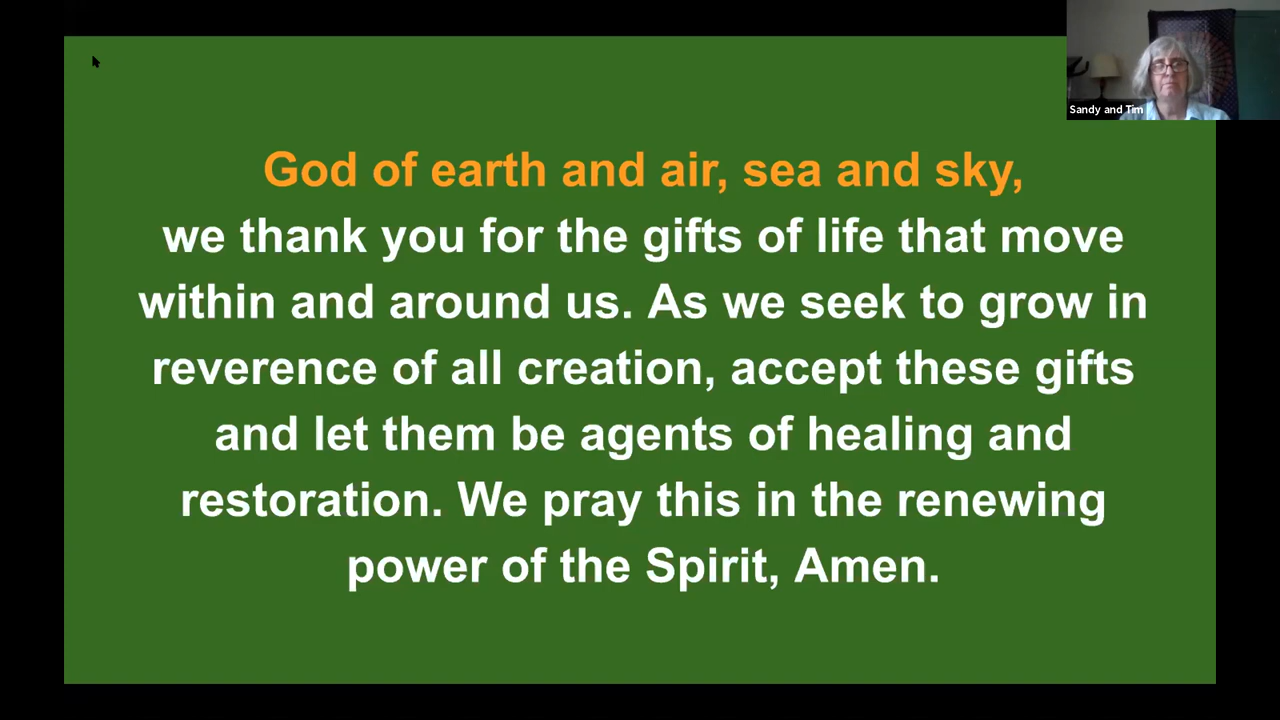 Sandy and Tim
God of earth and air, sea and sky,
we thank you for the gifts of life that move
within and around us. As we seek to grow in
reverence of all creation, accept these gifts
and let them be agents of healing and
restoration. We pray this in the renewing
power of the Spirit, Amen.